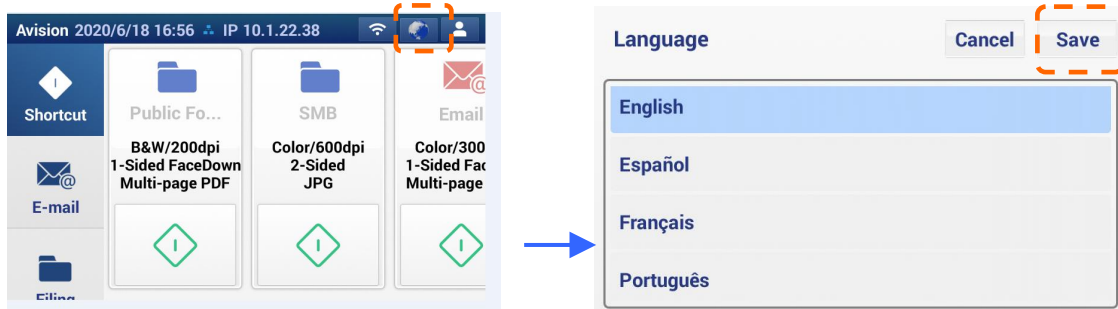 Avision 2020/6/18 16:56 IP 10.1.22.38
Shortcut
E-mail
Filing
Public Fo...
B&W/200dpi
1-Sided FaceDown
Multi-page PDF
SMB
Color/600dpi
2-Sided
JPG
Email
Color/300
1-Sided Fac
Multi-page
Language
Cancel
Save
English
Español
Français
Português